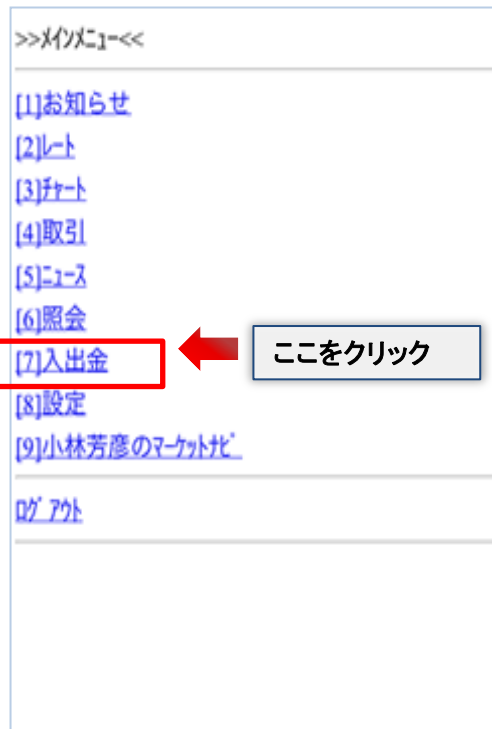 >>ﾒｲﾝﾒﾆｭｰ<<
[1]お知らせ
[2]ﾚｰﾄ
[3]ﾁｬｰﾄ
[4]取引
[5]ﾆｭｰｽ
[6]照会
[7]入出金
ここをクリック
[8]設定
[9]小林芳彦のﾏｰｹｯﾄﾅﾋﾞ
ﾛｸﾞｱｳﾄ